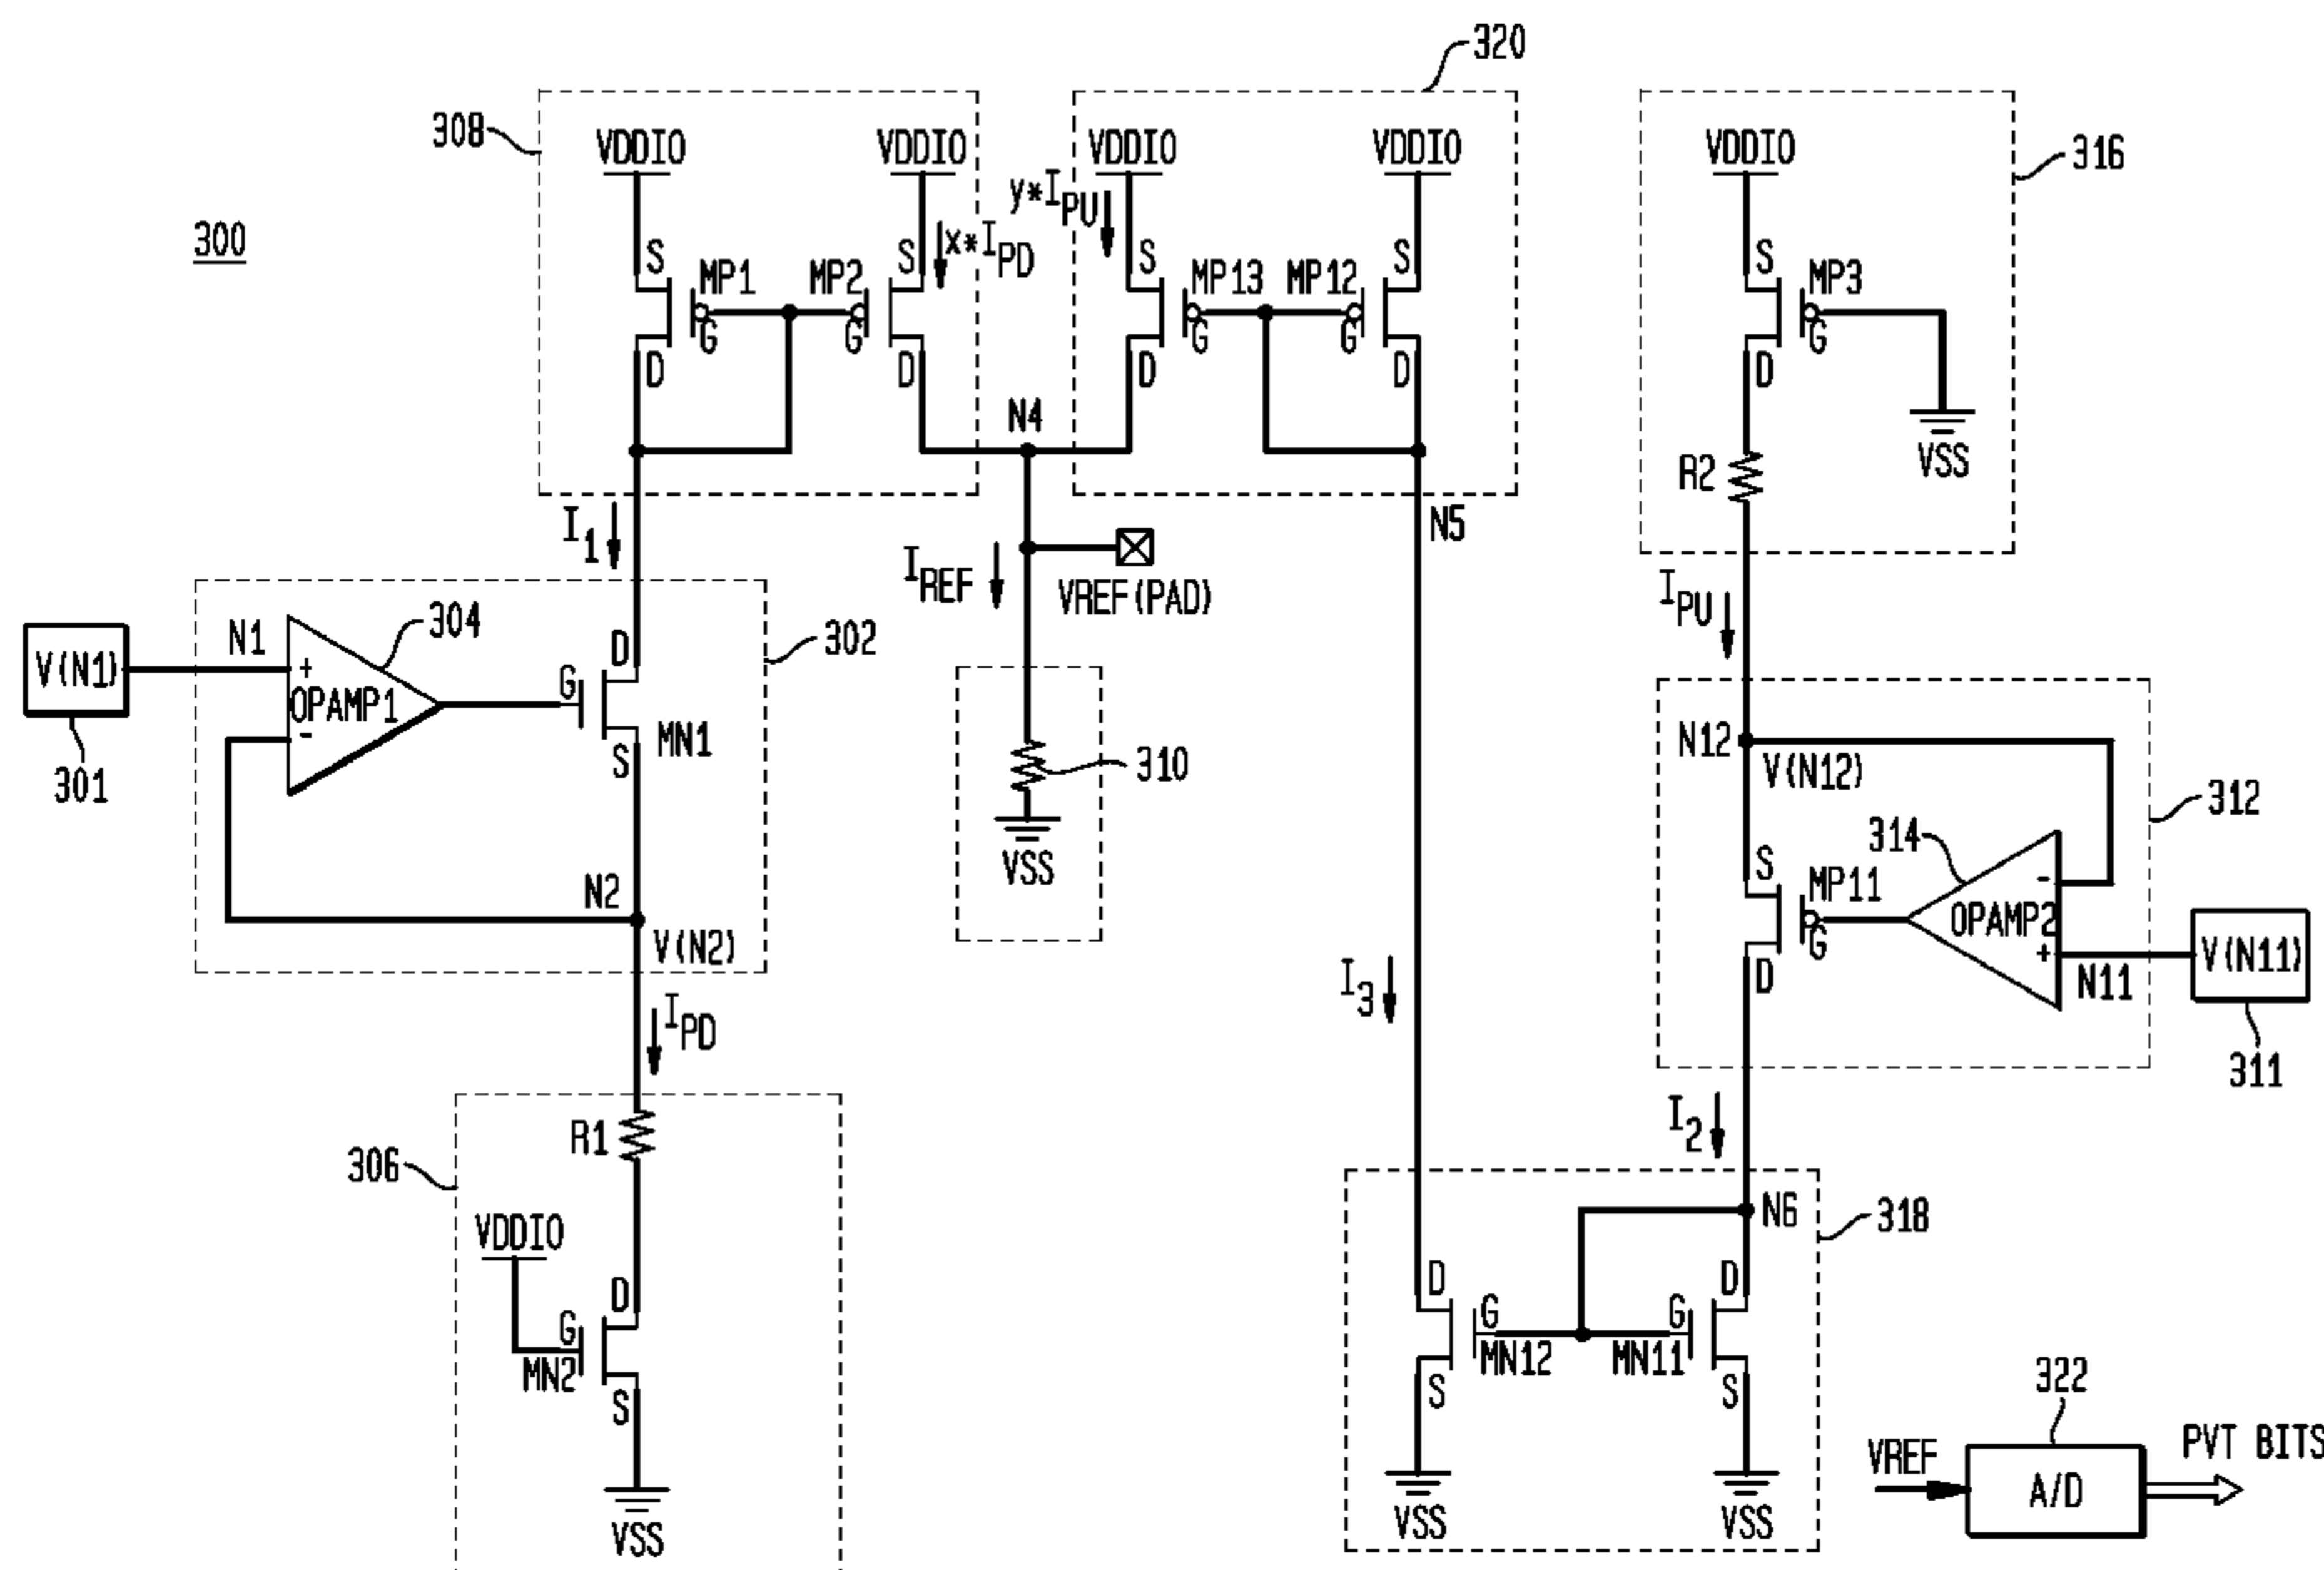 320
308
VDDIO
VDDIO
VDDIO
VDDIO
VDDIO
316
300
y*IPU
x*IPD
S
S
S
S
S
MP1
MP2
MP13
MP12
MP3
G
G
G
G
G
D
D
D
D
D
N4
R2
VSS
I1
N5
IREF
VREF(PAD)
IPU
304
302
V(N1)
N1
+
OPAMP1
-
G
D
MN1
S
301
310
VSS
N12
V(N12)
312
314
S
MP11
G
D
-
OPAMP2
+
N11
V(N11)
311
N2
V(N2)
I3
IPD
I2
R1
306
VDDIO
D
G
MN2
S
VSS
N6
318
D
G
MN12
S
VSS
G
D
MN11
S
VSS
322
VREF
A/D
PVT BITS